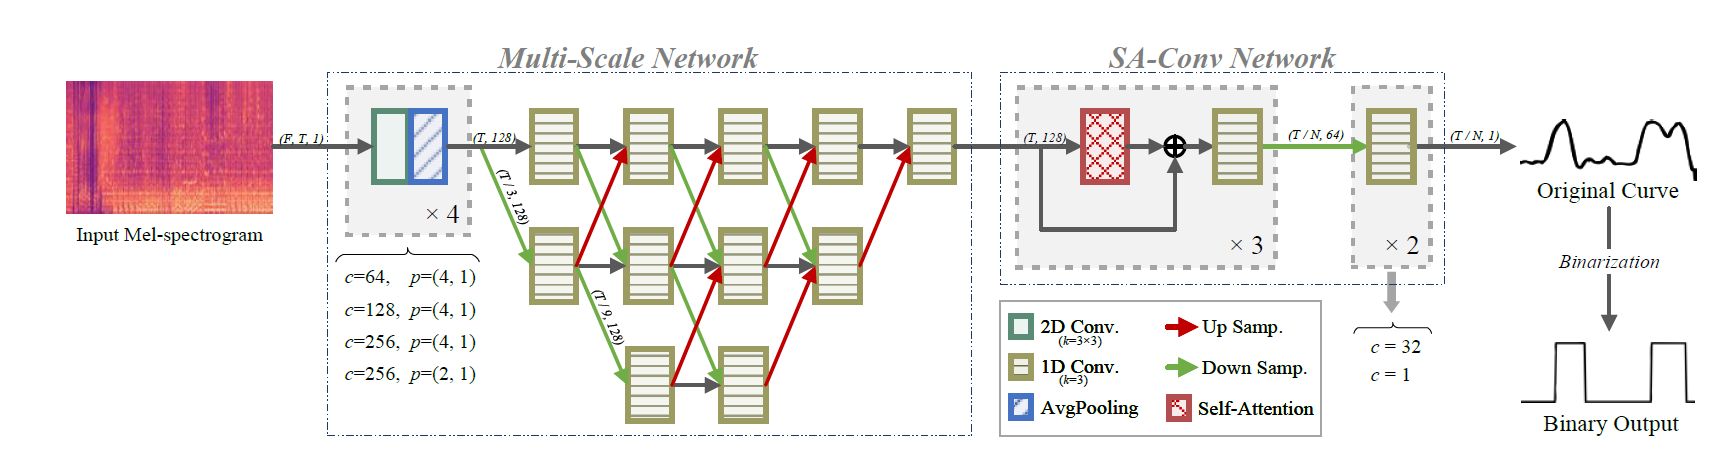 Multi-Scale Network
SA-Conv Network
(F, T, 1)
(T, 128)
(T / 3, 128)
(T / 9, 128)
(T, 128)
(T / N, 64)
(T / N, 1)
× 4
× 3
× 2
Input Mel-spectrogram
c=64, p=(4, 1)
c=128, p=(4, 1)
c=256, p=(4, 1)
c=256, p=(2, 1)
2D Conv.
(k=3×3)
1D Conv.
(k=3)
AvgPooling
Up Samp.
Down Samp.
Self-Attention
c = 32
c = 1
Original Curve
Binarization
Binary Output